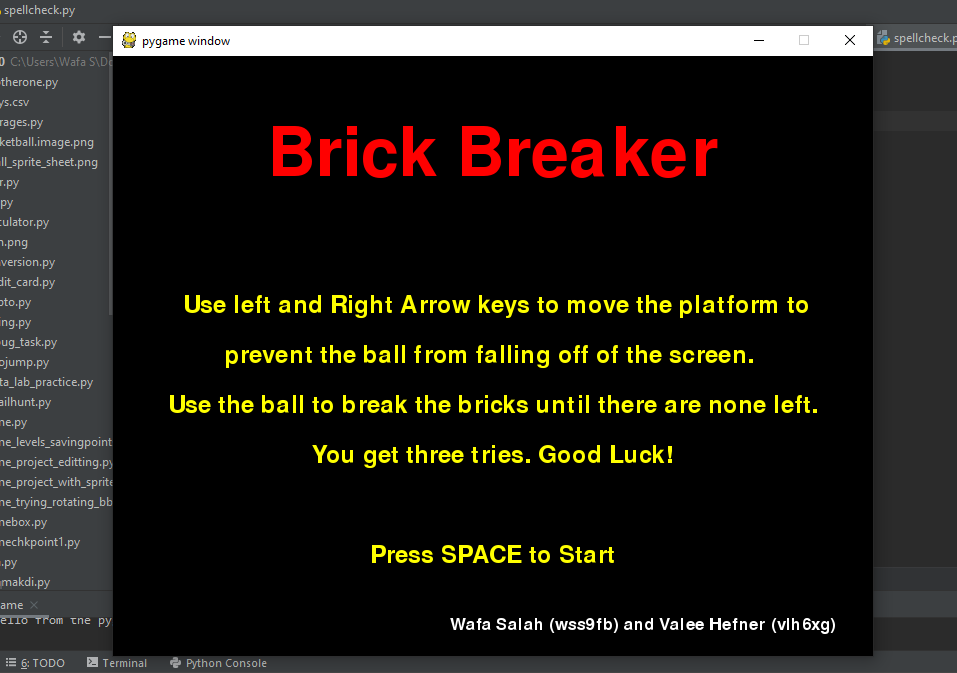 spellcheck.py
pygame window
spellcheck.p
C:\Users\Wafa S\Do
therone.py
ys.csv
rages.py
ketball.image.png
ll_sprite_sheet.png
r.py
py
ulator.py
n.png
version.py
dit_card.py
oto.py
ing.py
ug_task.py
ojump.py
ta_lab_practice.py
ailhunt.py
ne.py
ne_levels_savingpoint
ne_project_editting.py
ne_project_with_sprite
ne_trying_rotating_bb
nebox.py
nechkpoint1.py
.py
makdi.py
ame
ello from the py
6: TODO
Terminal
Python Console
Brick Breaker
Use left and Right Arrow keys to move the platform to
prevent the ball from falling off of the screen.
Use the ball to break the bricks until there are none left.
You get three tries. Good Luck!
Press SPACE to Start
Wafa Salah (wss9fb) and Valee Hefner (vlh6xg)